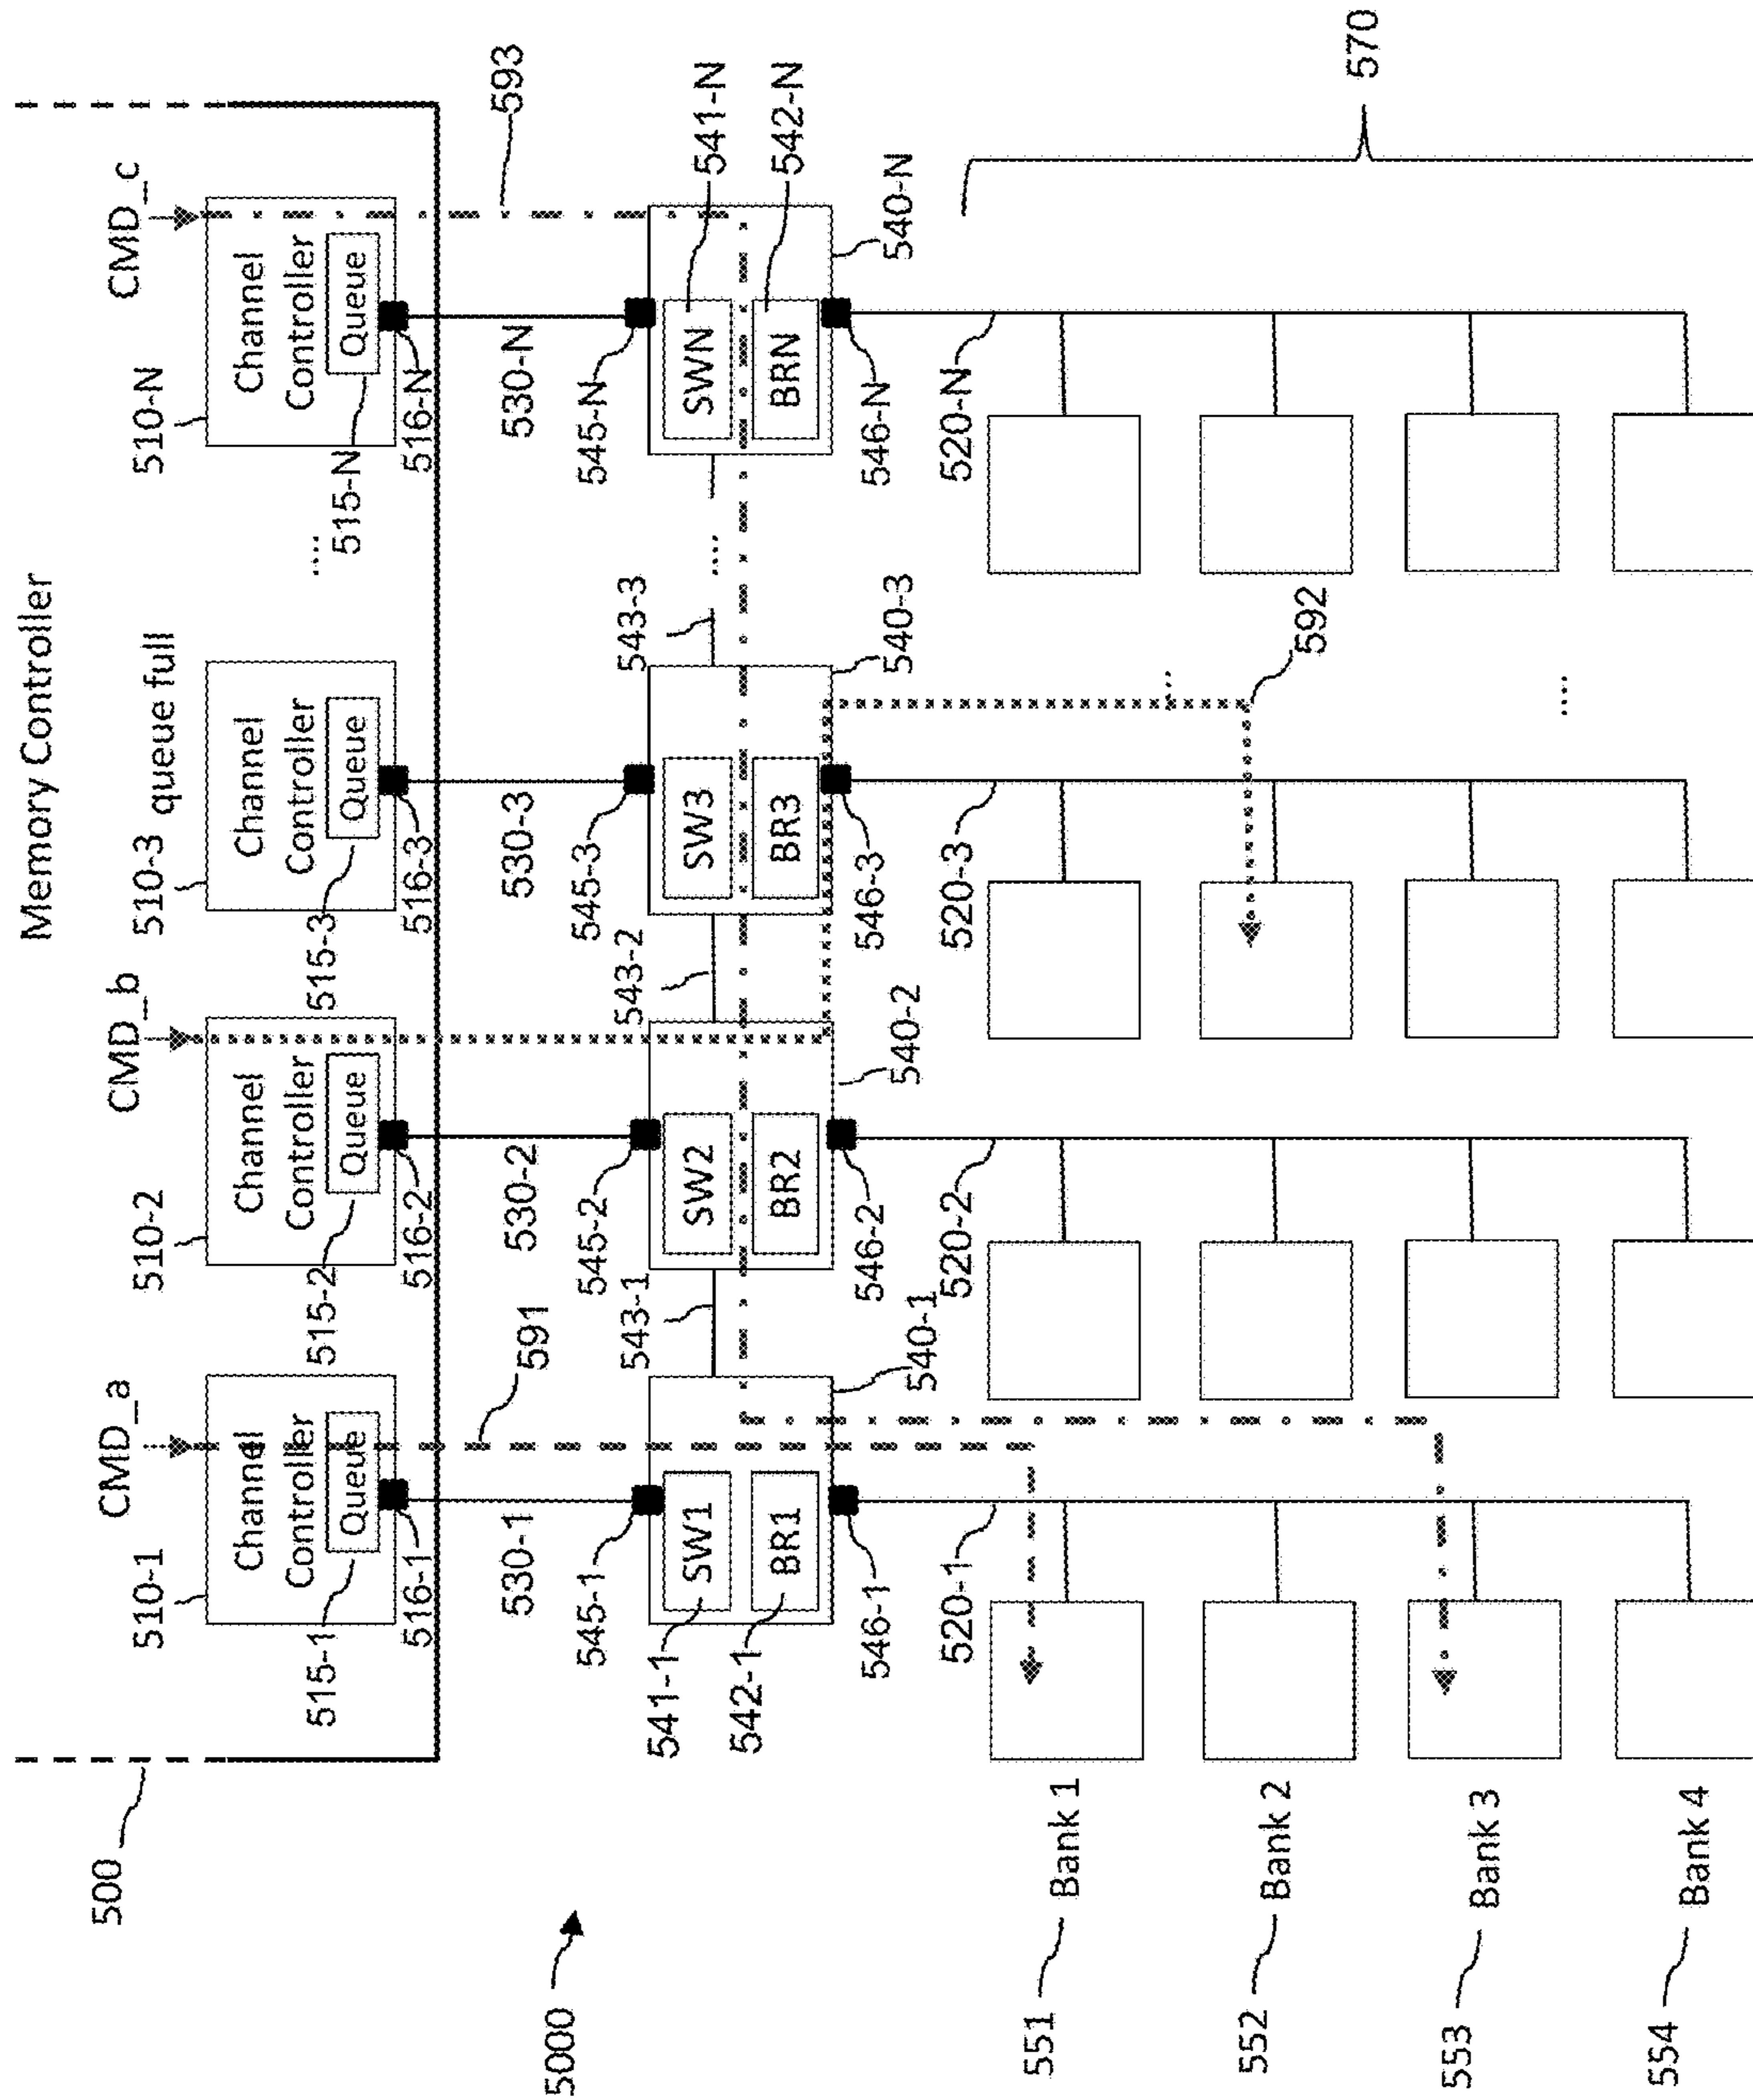 Memory Controller
500
CMD_a
CMD_b
queue full
CMD_c
510-1
510-2
510-3
510-N
Channel
Controller
Queue
Channel
Controller
Queue
Channel
Controller
Queue
Channel
Controller
Queue
....
515-1
515-2
515-3
515-N
516-1
516-2
516-3
516-N
591
593
530-1
530-2
530-3
530-N
5000
545-1
545-2
545-3
545-N
543-1
543-2
543-3
541-1
SW1
SW2
SW3
....
SWN
541-N
542-1
BR1
BR2
BR3
BRN
542-N
546-1
540-1
546-2
540-2
546-3
540-3
546-N
540-N
520-1
520-2
520-3
520-N
551
Bank 1
552
Bank 2
...
592
553
Bank 3
....
554
Bank 4
570